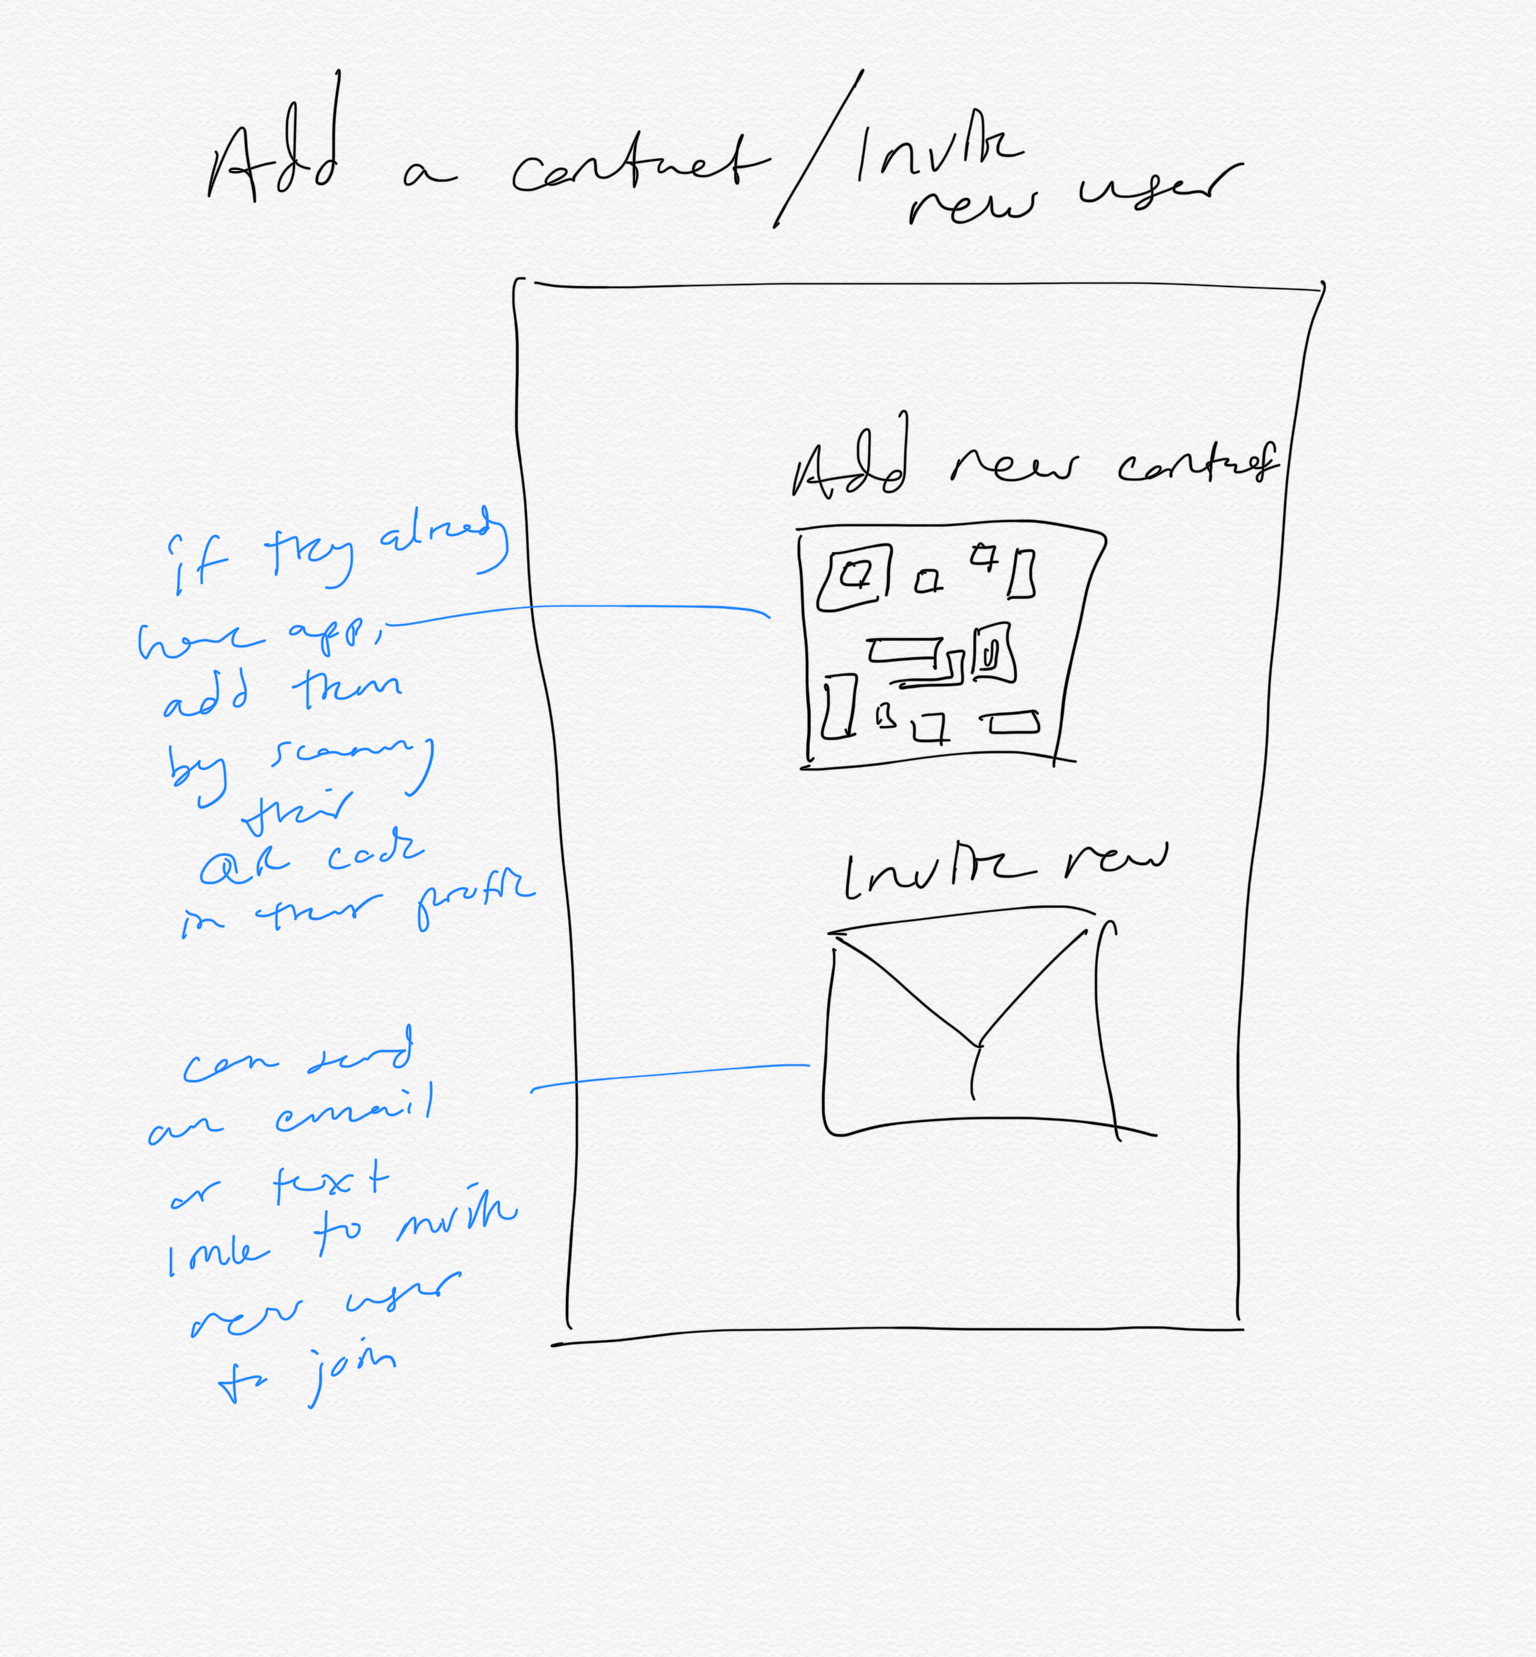 Add a contact / Invite
new user
Add new contact
if they already
have app,
add them
by scanning
their
QR code
in their profile
Invite new
can send
an email
or text
link to invite
new user
to join